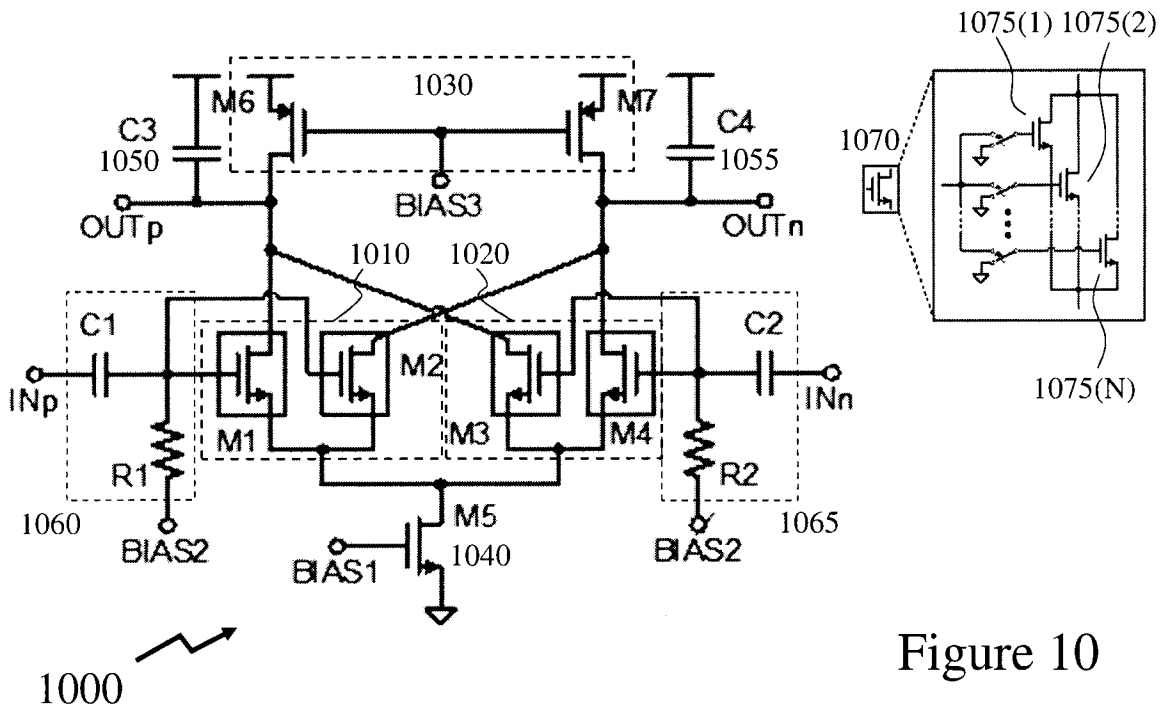 1075(1) 1075(2)
M6
1030
M7
C3
1050
C4
1055
1070
BIAS3
OUTp
OUTn
1010
1020
C1
C2
INp
M2
INn
1075(N)
M1
M3
M4
R1
R2
1060
M5
1065
BIAS2
BIAS1
1040
BIAS2
1000
Figure 10